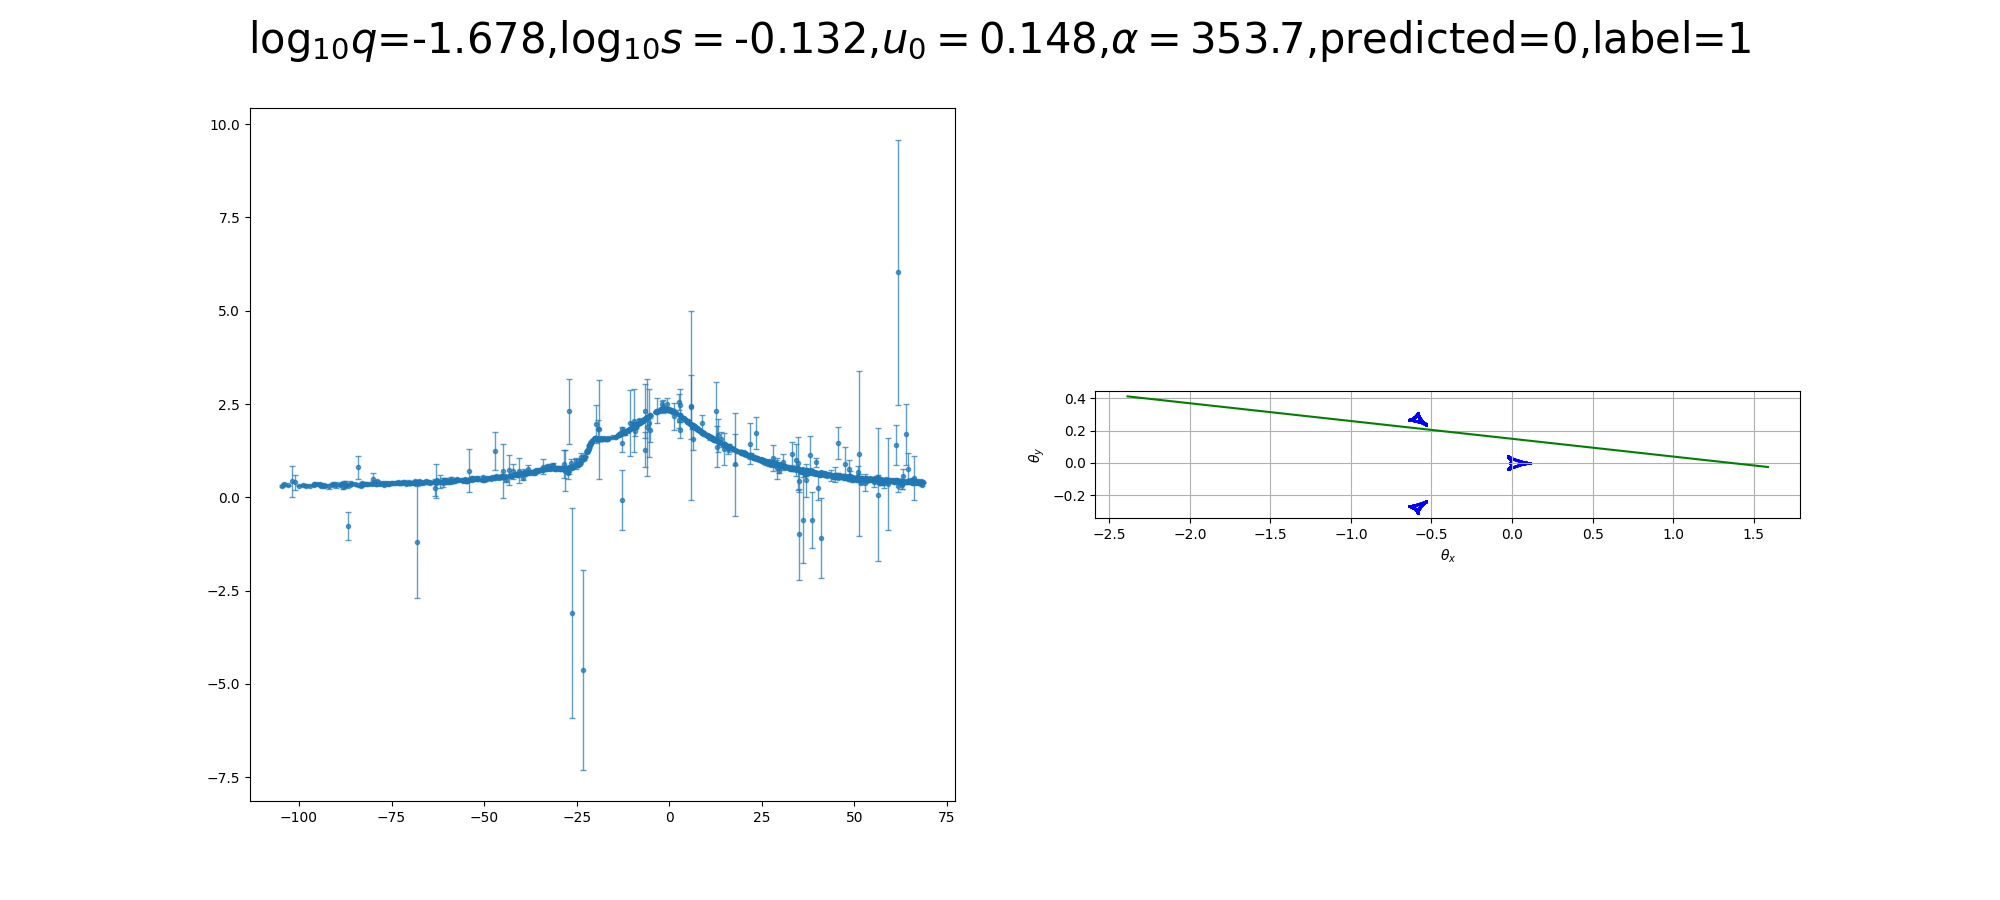 log₁₀q=-1.678,log₁₀s = -0.132,u₀ = 0.148,α = 353.7,predicted=0,label=1
10.0
7.5
5.0
2.5
0.0
−2.5
−5.0
−7.5
−100 −75 −50 −25 0 25 50 75
0.4
0.2
0.0
−0.2
θy
−2.5 −2.0 −1.5 −1.0 −0.5 0.0 0.5 1.0 1.5
θx